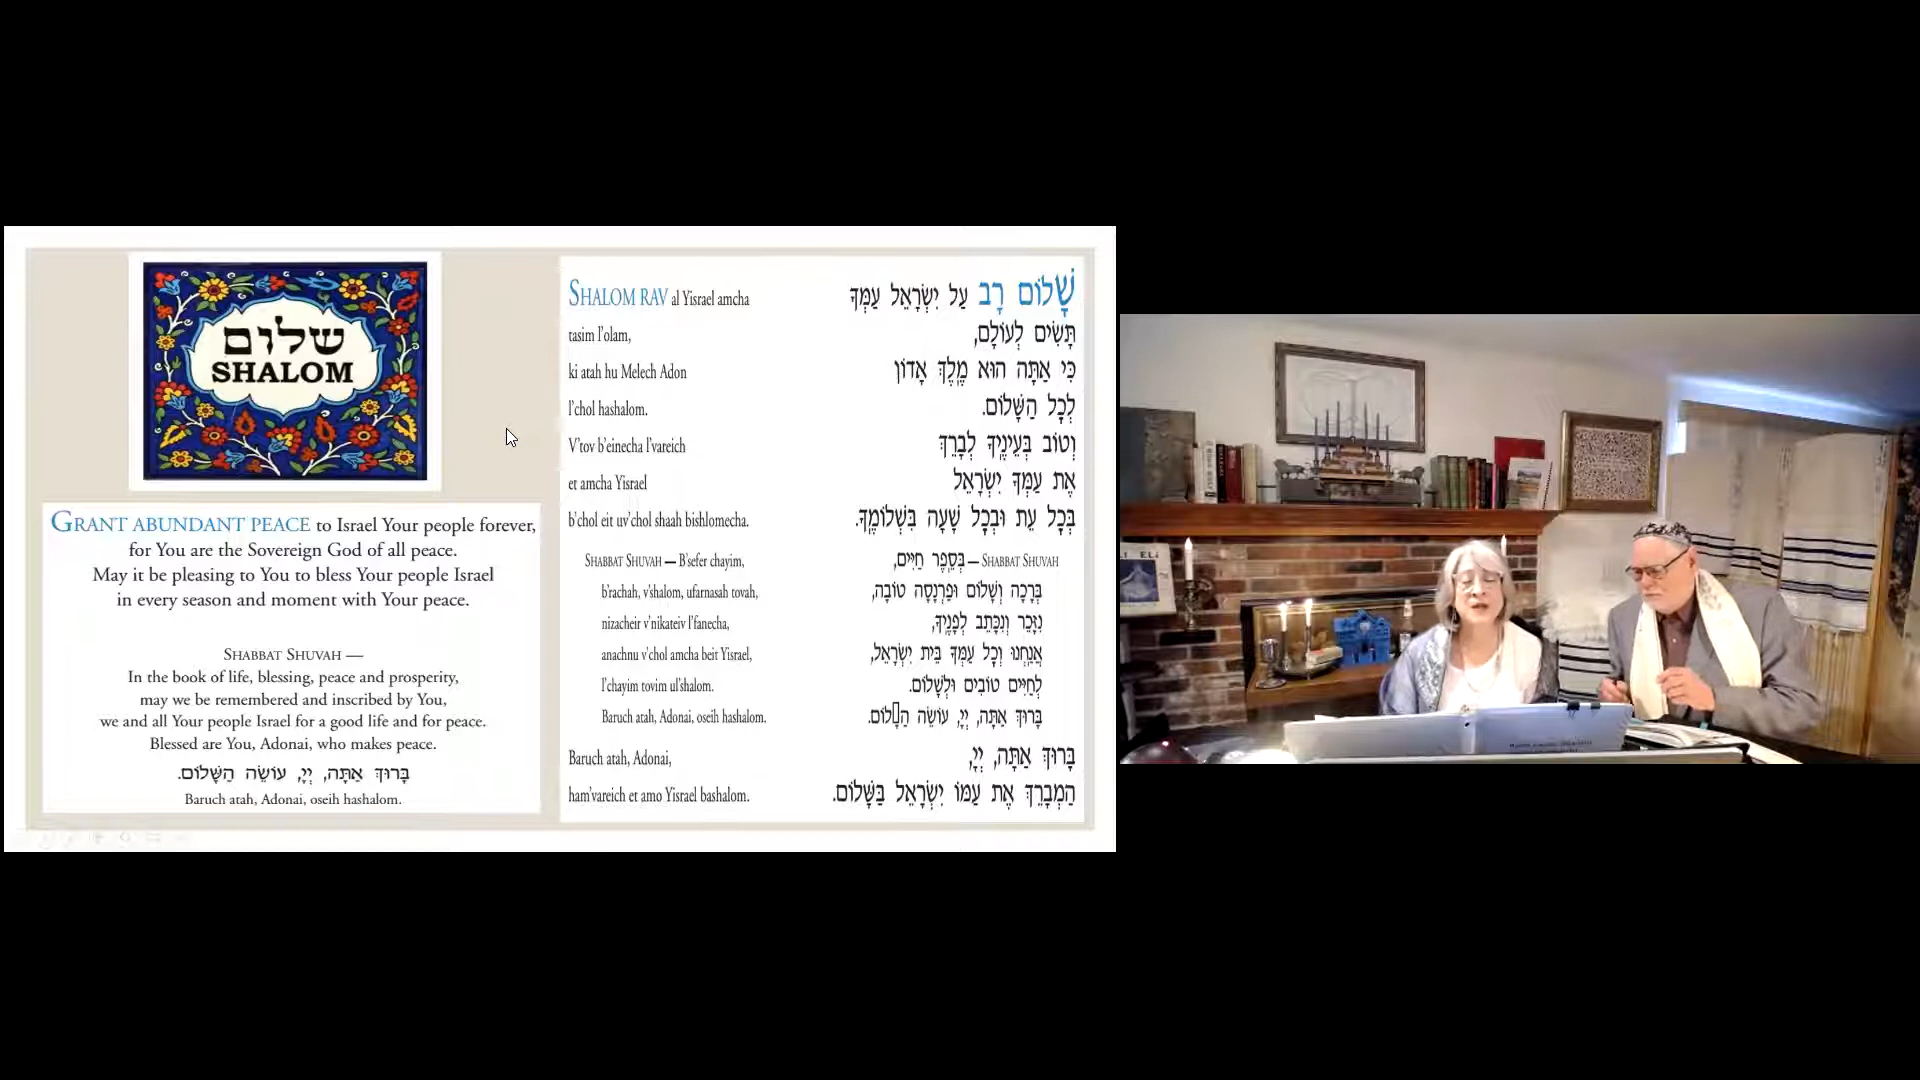 שלום
SHALOM
GRANT ABUNDANT PEACE to Israel Your people forever,
for You are the Sovereign God of all peace.
May it be pleasing to You to bless Your people Israel
in every season and moment with Your peace.
SHABBAT SHUVAH —
In the book of life, blessing, peace and prosperity,
may we be remembered and inscribed by You,
we and all Your people Israel for a good life and for peace.
Blessed are You, Adonai, who makes peace.
בָּרוּךְ אַתָּה, יְיָ, עוֹשֵׂה הַשָּׁלוֹם.
Baruch atah, Adonai, oseih hashalom.
SHALOM RAV al Yisrael amcha
tasim l'olam,
ki atah hu Melech Adon
l'chol hashalom.
V'tov b'einecha l'vareich
et amcha Yisrael
b'chol eit uv'chol shaah bishlomecha.
SHABBAT SHUVAH — B'sefer chayim,
b'rachah, v'shalom, ufarnasah tovah,
nizacheir v'nikateiv l'fanecha,
anachnu v'chol amcha beit Yisrael,
l'chayim tovim ul'shalom.
Baruch atah, Adonai, oseih hashalom.
Baruch atah, Adonai,
ham'vareich et amo Yisrael bashalom.
שָׁלוֹם רָב עַל יִשְׂרָאֵל עַמְּךָ
תָּשִׂים לְעוֹלָם,
כִּי אַתָּה הוּא מֶֽלֶךְ אָדוֹן
לְכָל הַשָּׁלוֹם.
וְטוֹב בְּעֵינֶֽיךָ לְבָרֵךְ
אֶת עַמְּךָ יִשְׂרָאֵל
בְּכָל עֵת וּבְכָל שָׁעָה בִּשְׁלוֹמֶֽךָ.
בְּסֵֽפֶר חַיִּים, — SHABBAT SHUVAH
בְּרָכָה וְשָׁלוֹם וּפַרְנָסָה טוֹבָה,
נִזָּכֵר וְנִכָּתֵב לְפָנֶֽיךָ,
אֲנַֽחְנוּ וְכָל עַמְּךָ בֵּית יִשְׂרָאֵל,
לְחַיִּים טוֹבִים וּלְשָׁלוֹם.
בָּרוּךְ אַתָּה, יְיָ, עוֹשֵׂה הַ▯ָלוֹם.
בָּרוּךְ אַתָּה, יְיָ,
הַמְבָרֵךְ אֶת עַמּוֹ יִשְׂרָאֵל בַּשָּׁלוֹם.